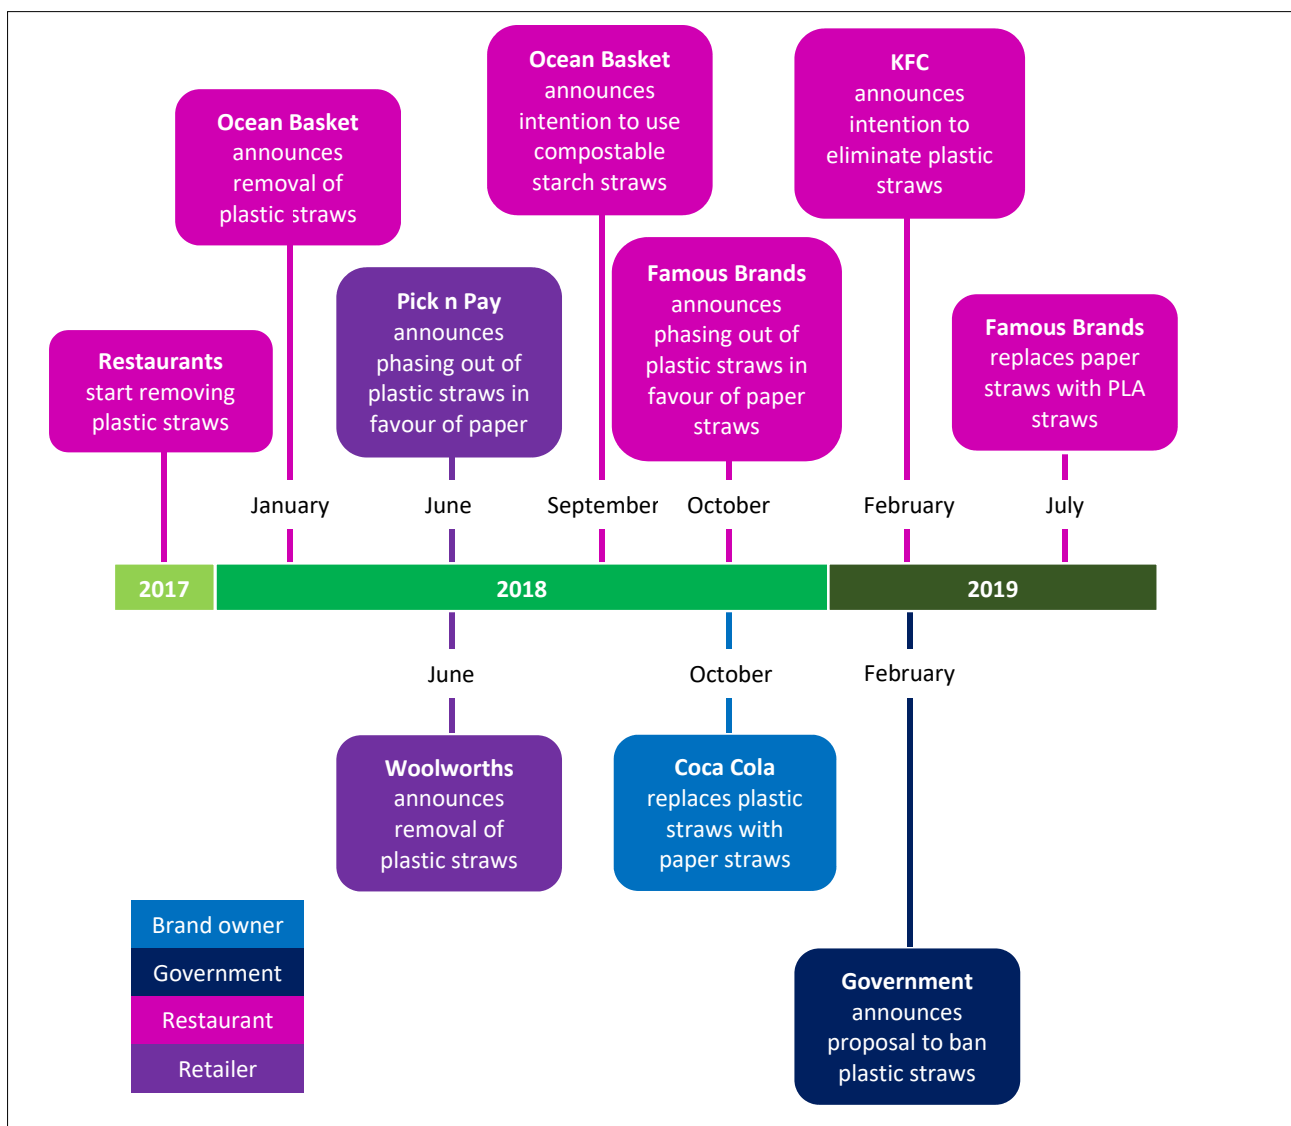 Ocean Basket
announces
removal of
plastic straws
Ocean Basket
announces
intention to use
compostable
starch straws
KFC
announces
intention to
eliminate plastic
straws
Restaurants
start removing
plastic straws
Pick n Pay
announces
phasing out of
plastic straws in
favour of paper
Famous Brands
announces
phasing out of
plastic straws in
favour of paper
straws
Famous Brands
replaces paper
straws with PLA
straws
January
June
September
October
February
July
2017
2018
2019
June
October
February
Woolworths
announces
removal of
plastic straws
Coca Cola
replaces plastic
straws with
paper straws
Government
announces
proposal to ban
plastic straws
Brand owner
Government
Restaurant
Retailer